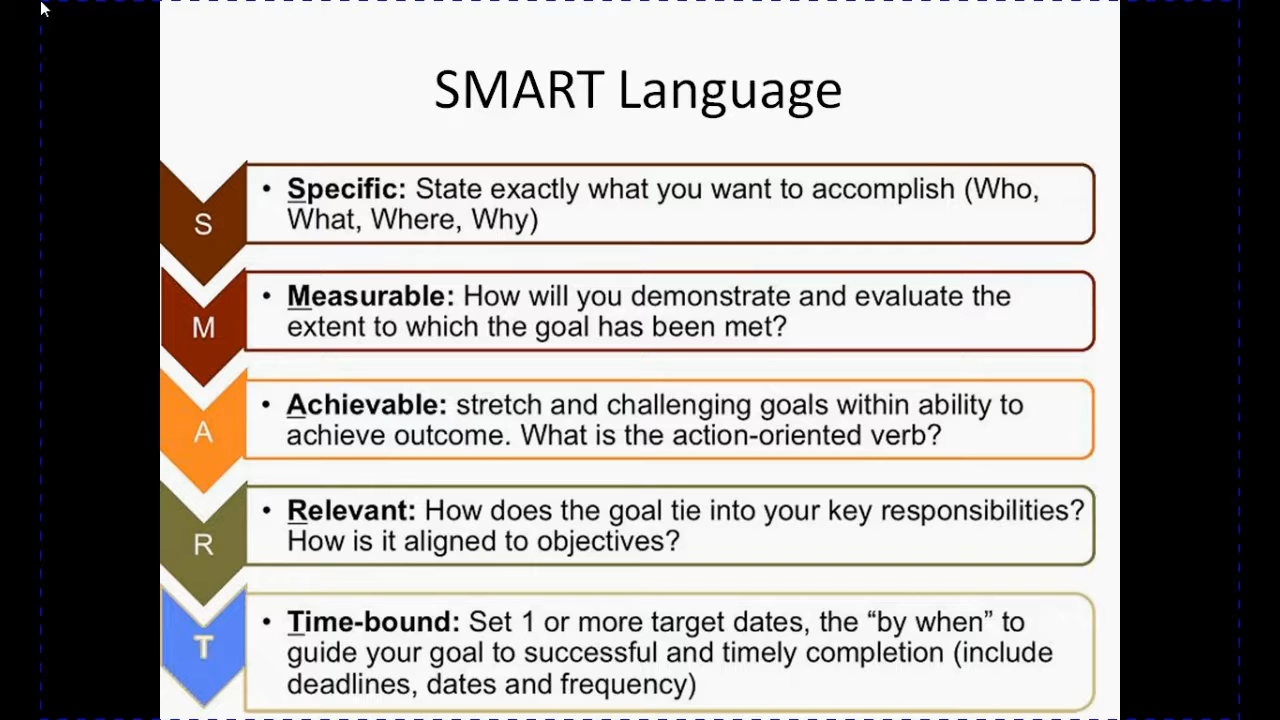 SMART Language
S
• Specific: State exactly what you want to accomplish (Who,
What, Where, Why)
M
• Measurable: How will you demonstrate and evaluate the
extent to which the goal has been met?
A
• Achievable: stretch and challenging goals within ability to
achieve outcome. What is the action-oriented verb?
R
• Relevant: How does the goal tie into your key responsibilities?
How is it aligned to objectives?
T
• Time-bound: Set 1 or more target dates, the “by when” to
guide your goal to successful and timely completion (include
deadlines, dates and frequency)